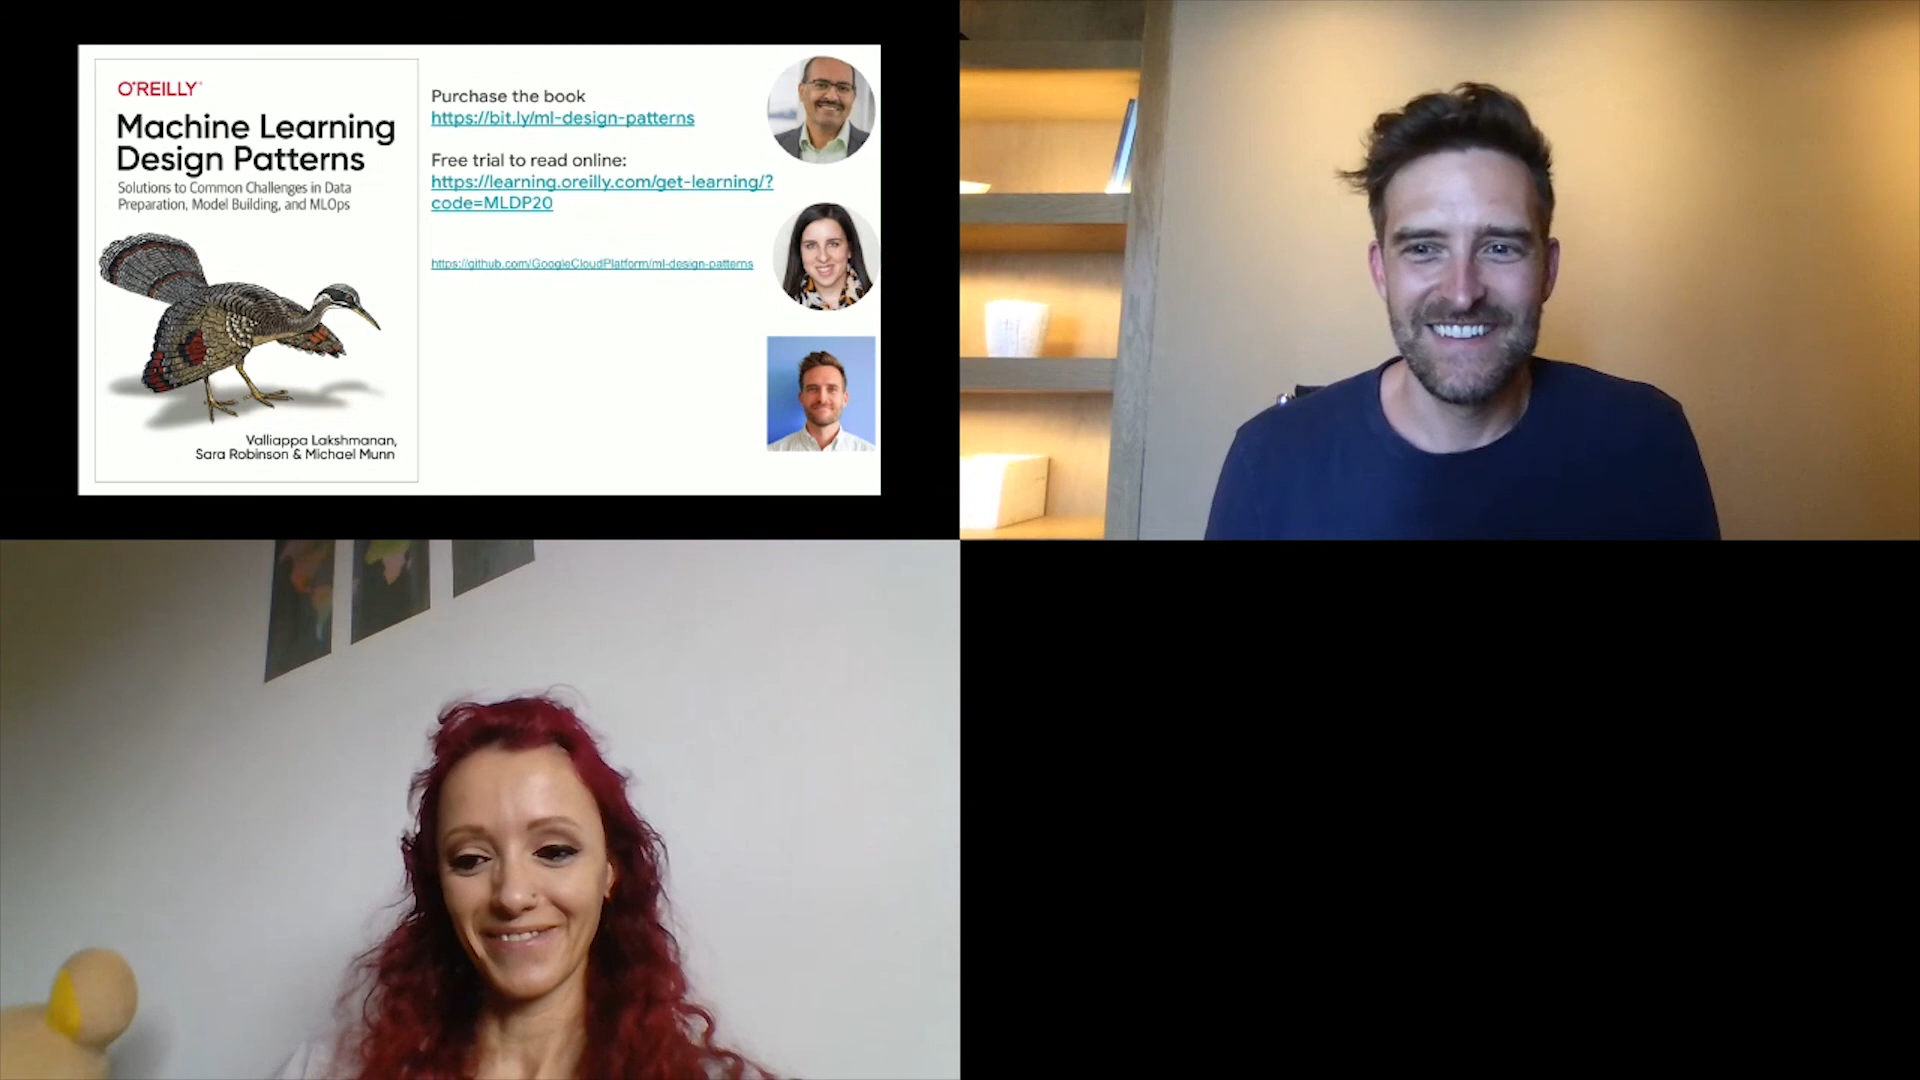 O'REILLY
Machine Learning
Design Patterns
Solutions to Common Challenges in Data
Preparation, Model Building, and MLOps
Valliappa Lakshmanan,
Sara Robinson & Michael Munn
Purchase the book
https://bit.ly/ml-design-patterns
Free trial to read online:
https://learning.oreilly.com/get-learning/?
code=MLDP20
https://github.com/GoogleCloudPlatform/ml-design-patterns